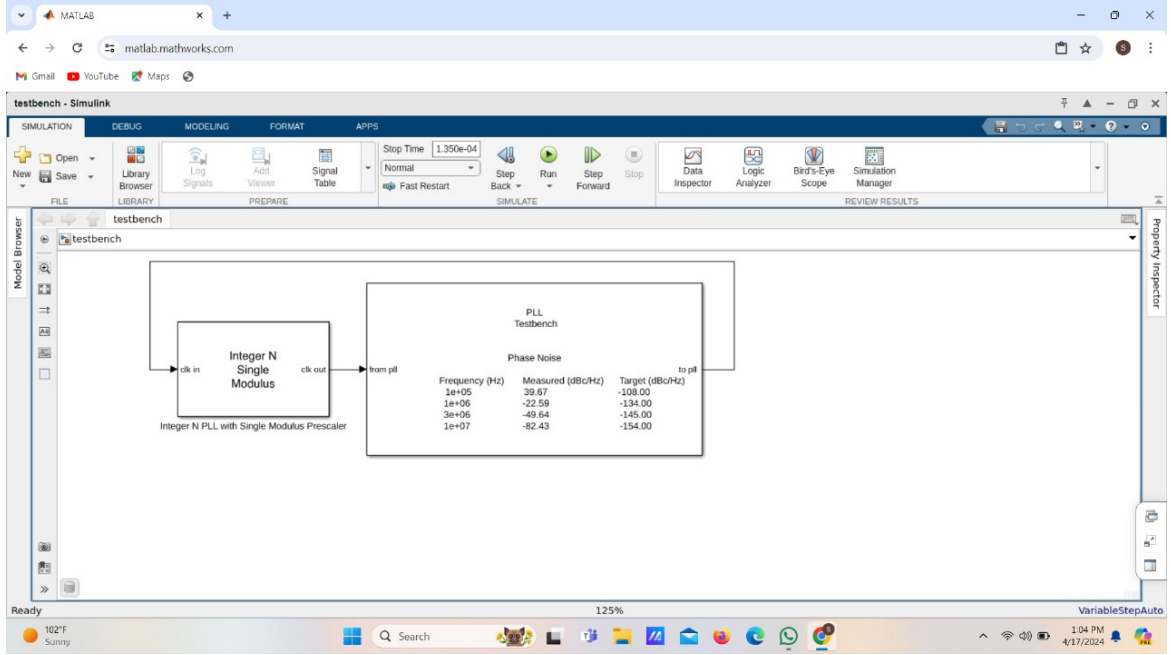 MATLAB
matlab.mathworks.com
S
Gmail YouTube Maps
testbench - Simulink
SIMULATION DEBUG MODELING FORMAT APPS
New
Open
Save
FILE
Library Browser
LIBRARY
Log Signals
Add Viewer
Signal Table
PREPARE
Stop Time 1.350e-04
Normal
Fast Restart
Step Back
Run
Step Forward
Stop
SIMULATE
Data Inspector
Logic Analyzer
Bird's-Eye Scope
Simulation Manager
REVIEW RESULTS
Model Browser
testbench
testbench
Property Inspector
clk in
Integer N
Single
Modulus
clk out
Integer N PLL with Single Modulus Prescaler
PLL
Testbench
Phase Noise
from pll
to pll
Frequency (Hz) Measured (dBc/Hz) Target (dBc/Hz)
1e+05 39.67 -108.00
1e+06 -22.59 -134.00
3e+06 -49.64 -145.00
1e+07 -82.43 -154.00
Ready 125% VariableStepAuto
102°F
Sunny
Search
1:04 PM
4/17/2024